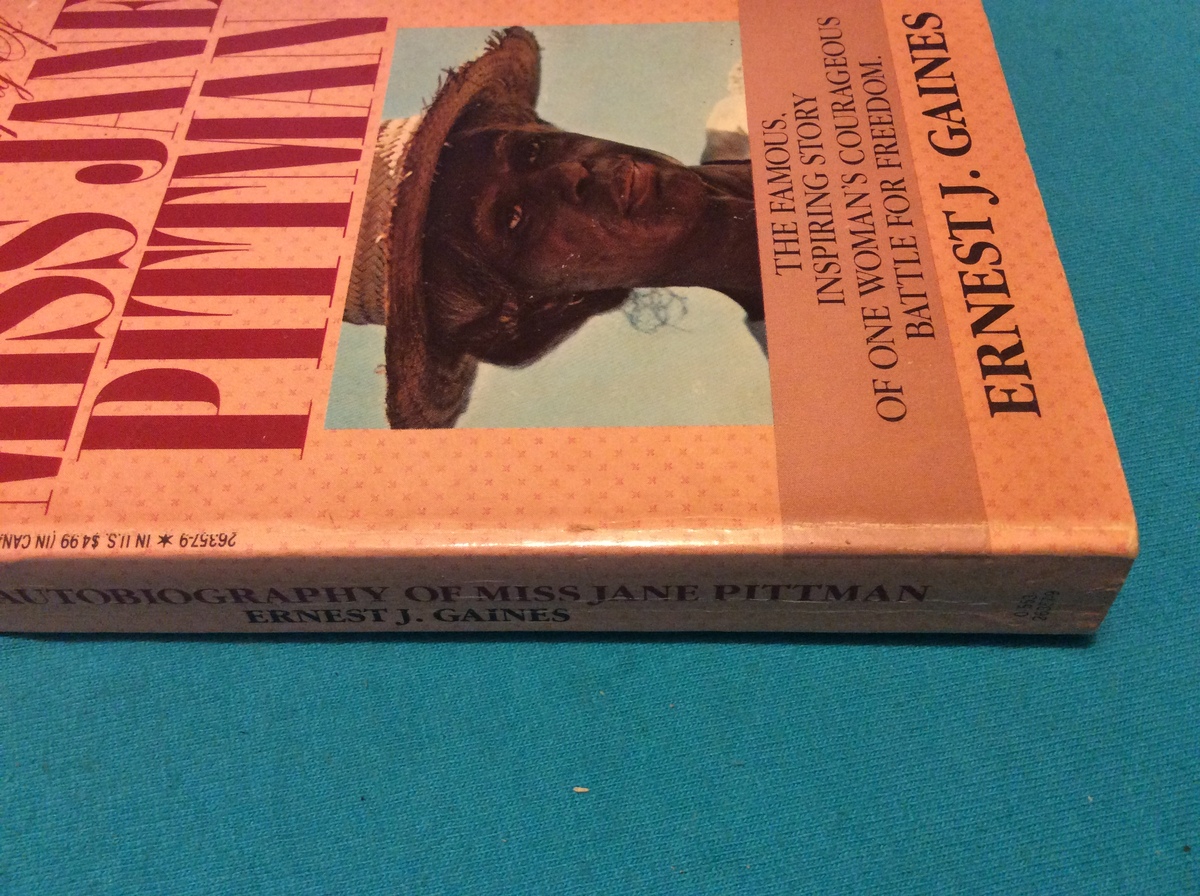 MISS JANE
PITTMAN
THE FAMOUS,
INSPIRING STORY
OF ONE WOMAN'S COURAGEOUS
BATTLE FOR FREEDOM.
ERNEST J. GAINES
26357-9 ★ IN U.S. $4.99 (IN CANA
AUTOBIOGRAPHY OF MISS JANE PITTMAN
ERNEST J. GAINES